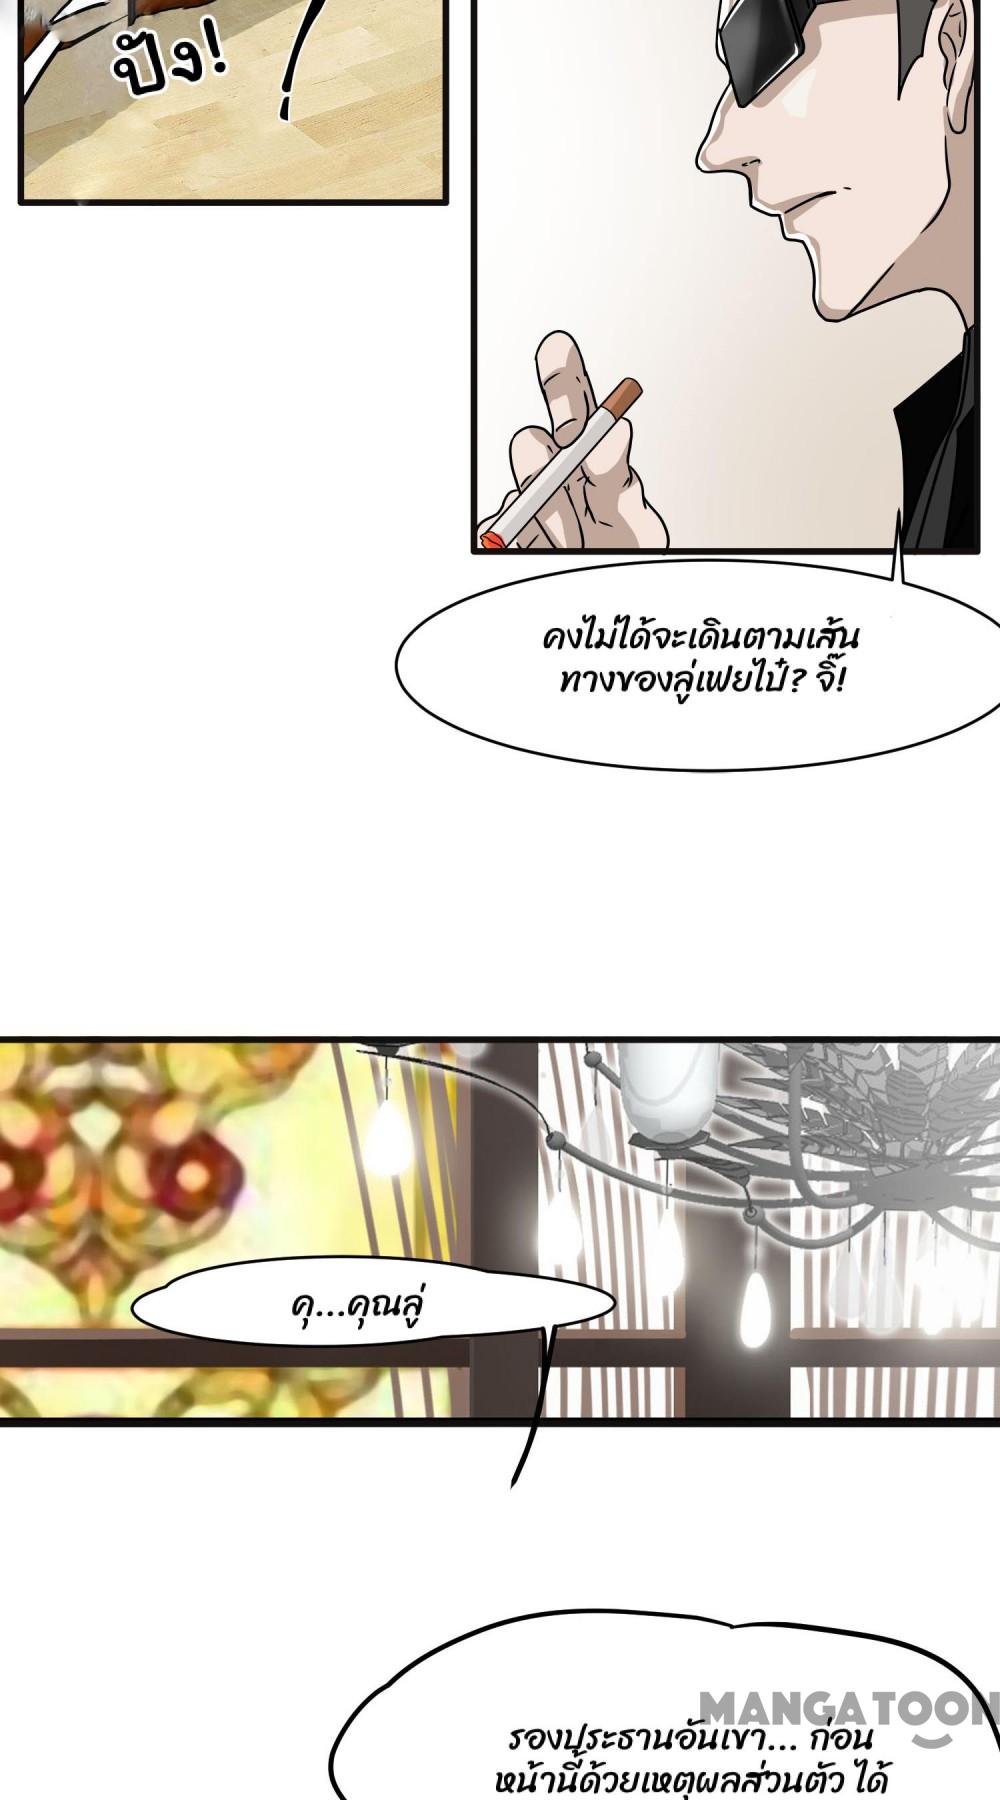 ปัง!
คงไม่ได้จะเดินตามเส้น
ทางของลู่เฟยไป๋? จิ๊!
คุ...คุณลู่
MANGATOON
รองประธานอันเขา... ก่อน
หน้านี้ด้วยเหตุผลส่วนตัว ได้